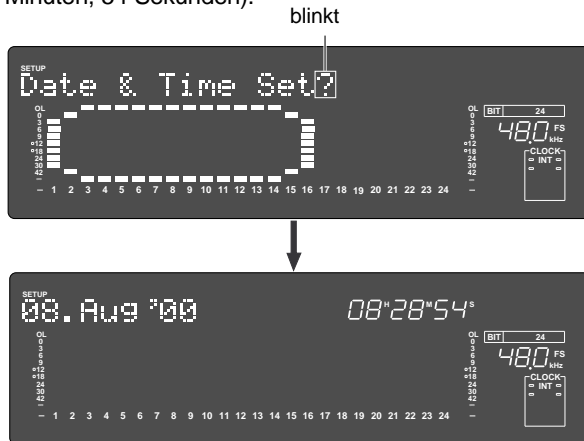 Minuten, 54 Sekunden).
blinkt
SETUP
Date & Time Set?
OL
0
3
6
9
12
18
24
30
42
–
– 1 2 3 4 5 6 7 8 9 10 11 12 13 14 15 16 17 18 19 20 21 22 23 24
OL
0
3
6
9
12
18
24
30
42
–
BIT 24
48.0 FS
kHz
CLOCK
INT
SETUP
08.Aug '00 08H28M54S
OL
0
3
6
9
12
18
24
30
42
– 1 2 3 4 5 6 7 8 9 10 11 12 13 14 15 16 17 18 19 20 21 22 23 24
OL
0
3
6
9
12
18
24
30
42
–
BIT 24
48.0 FS
kHz
CLOCK
INT